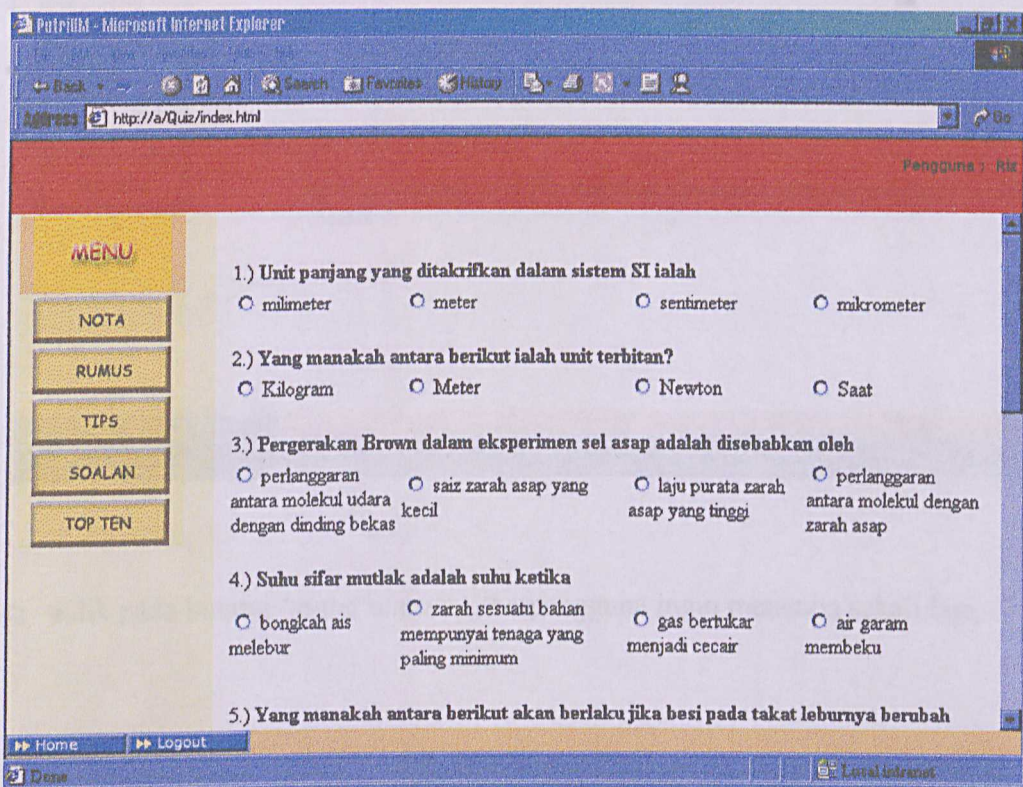 PutriUM - Microsoft Internet Explorer
Back Search Favorites History
Address http://a/Quiz/index.html Go
Pengguna :
MENU
NOTA
RUMUS
TIPS
SOALAN
TOP TEN
1.) Unit panjang yang ditakrifkan dalam sistem SI ialah
milimeter meter sentimeter mikrometer
2.) Yang manakah antara berikut ialah unit terbitan?
Kilogram Meter Newton Saat
3.) Pergerakan Brown dalam eksperimen sel asap adalah disebabkan oleh
perlanggaran
antara molekul udara
dengan dinding bekas
saiz zarah asap yang
kecil
laju purata zarah
asap yang tinggi
perlanggaran
antara molekul dengan
zarah asap
4.) Suhu sifar mutlak adalah suhu ketika
bongkah ais
melebur
zarah sesuatu bahan
mempunyai tenaga yang
paling minimum
gas bertukar
menjadi cecair
air garam
membeku
5.) Yang manakah antara berikut akan berlaku jika besi pada takat leburnya berubah
Home Logout
Done Local intranet